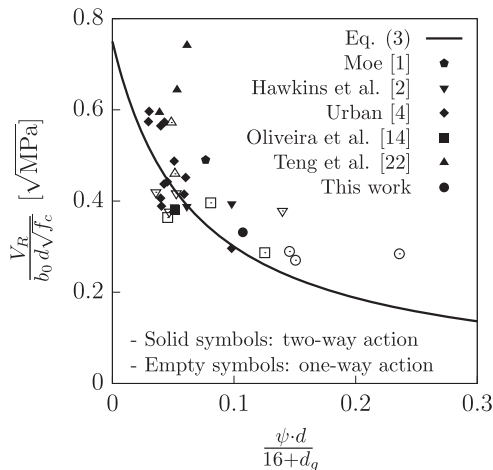 Eq. (3)
Moe [1]
Hawkins et al. [2]
Urban [4]
Oliveira et al. [14]
Teng et al. [22]
This work
- Solid symbols: two-way action
- Empty symbols: one-way action
0.8
0.6
0.4
0.2
0
0
0.1
0.2
0.3
V_R / b_0 d√f_c [√MPa]
ψ·d / 16+d_g